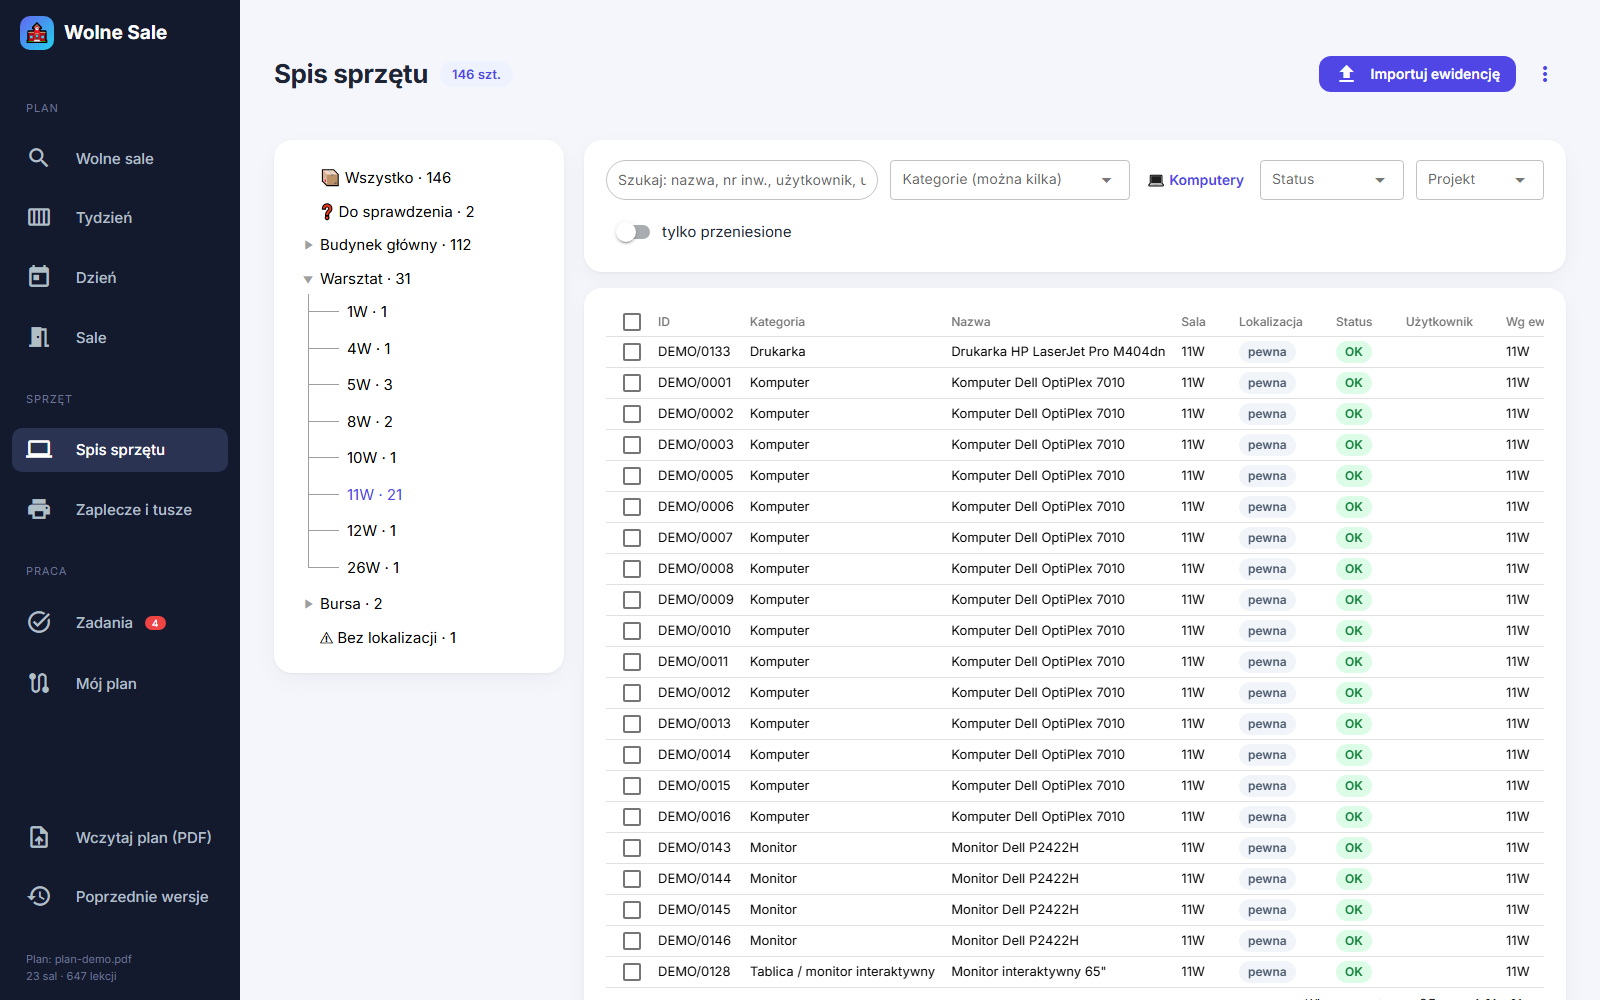 Wolne Sale
PLAN
Wolne sale
Tydzień
Dzień
Sale
SPRZĘT
Spis sprzętu
Zaplecze i tusze
PRACA
Zadania 4
Mój plan
Wczytaj plan (PDF)
Poprzednie wersje
Plan: plan-demo.pdf
23 sal · 647 lekcji
Spis sprzętu 146 szt.
Importuj ewidencję
Wszystko · 146
Do sprawdzenia · 2
Budynek główny · 112
Warsztat · 31
1W · 1
4W · 1
5W · 3
8W · 2
10W · 1
11W · 21
12W · 1
26W · 1
Bursa · 2
Bez lokalizacji · 1
Szukaj: nazwa, nr inw., użytkownik, u
Kategorie (można kilka)
Komputery
Status
Projekt
tylko przeniesione
ID Kategoria Nazwa Sala Lokalizacja Status Użytkownik Wg ew
DEMO/0133 Drukarka Drukarka HP LaserJet Pro M404dn 11W pewna OK 11W
DEMO/0001 Komputer Komputer Dell OptiPlex 7010 11W pewna OK 11W
DEMO/0002 Komputer Komputer Dell OptiPlex 7010 11W pewna OK 11W
DEMO/0003 Komputer Komputer Dell OptiPlex 7010 11W pewna OK 11W
DEMO/0005 Komputer Komputer Dell OptiPlex 7010 11W pewna OK 11W
DEMO/0006 Komputer Komputer Dell OptiPlex 7010 11W pewna OK 11W
DEMO/0007 Komputer Komputer Dell OptiPlex 7010 11W pewna OK 11W
DEMO/0008 Komputer Komputer Dell OptiPlex 7010 11W pewna OK 11W
DEMO/0009 Komputer Komputer Dell OptiPlex 7010 11W pewna OK 11W
DEMO/0010 Komputer Komputer Dell OptiPlex 7010 11W pewna OK 11W
DEMO/0011 Komputer Komputer Dell OptiPlex 7010 11W pewna OK 11W
DEMO/0012 Komputer Komputer Dell OptiPlex 7010 11W pewna OK 11W
DEMO/0013 Komputer Komputer Dell OptiPlex 7010 11W pewna OK 11W
DEMO/0014 Komputer Komputer Dell OptiPlex 7010 11W pewna OK 11W
DEMO/0015 Komputer Komputer Dell OptiPlex 7010 11W pewna OK 11W
DEMO/0016 Komputer Komputer Dell OptiPlex 7010 11W pewna OK 11W
DEMO/0143 Monitor Monitor Dell P2422H 11W pewna OK 11W
DEMO/0144 Monitor Monitor Dell P2422H 11W pewna OK 11W
DEMO/0145 Monitor Monitor Dell P2422H 11W pewna OK 11W
DEMO/0146 Monitor Monitor Dell P2422H 11W pewna OK 11W
DEMO/0128 Tablica / monitor interaktywny Monitor interaktywny 65" 11W pewna OK 11W